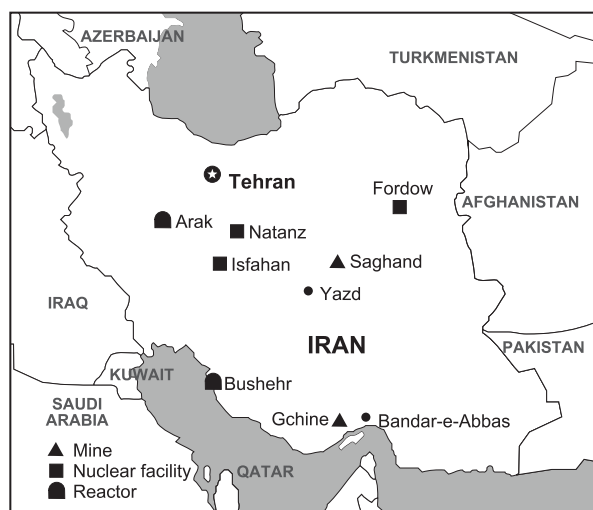 AZERBAIJAN
TURKMENISTAN
Tehran
Fordow
AFGHANISTAN
Arak
Natanz
Isfahan
Saghand
Yazd
IRAQ
IRAN
PAKISTAN
KUWAIT
Bushehr
SAUDI
ARABIA
Gchine
Bandar-e-Abbas
Mine
Nuclear facility
QATAR
Reactor